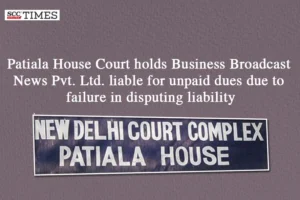 SCC
TIMES
Patiala House Court holds Business Broadcast
News Pvt. Ltd. liable for unpaid dues due to
failure in disputing liability
NEW DELHI COURT COMPLEX
PATIALA HOUSE